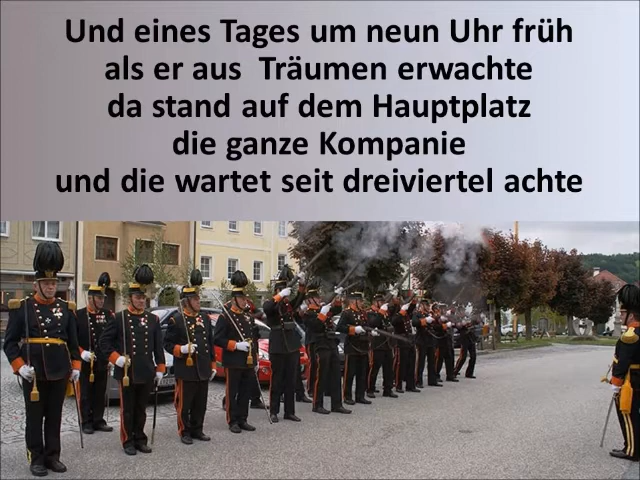 Und eines Tages um neun Uhr früh
als er aus  Träumen erwachte
da stand auf dem Hauptplatz
die ganze Kompanie
und die wartet seit dreiviertel achte